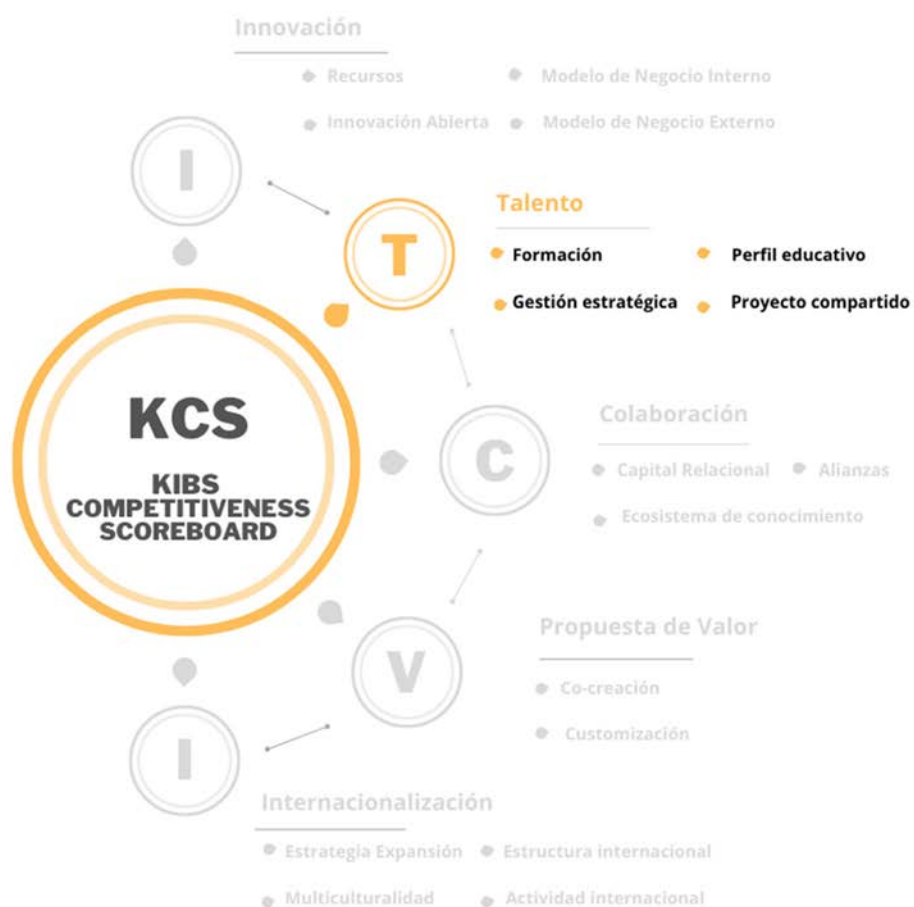 Innovación
Recursos
Modelo de Negocio Interno
Innovación Abierta
Modelo de Negocio Externo
I
T
Talento
Formación
Perfil educativo
Gestión estratégica
Proyecto compartido
KCS
KIBS
COMPETITIVENESS
SCOREBOARD
C
Colaboración
Capital Relacional
Alianzas
Ecosistema de conocimiento
V
Propuesta de Valor
Co-creación
Customización
I
Internacionalización
Estrategia Expansión
Estructura internacional
Multiculturalidad
Actividad internacional